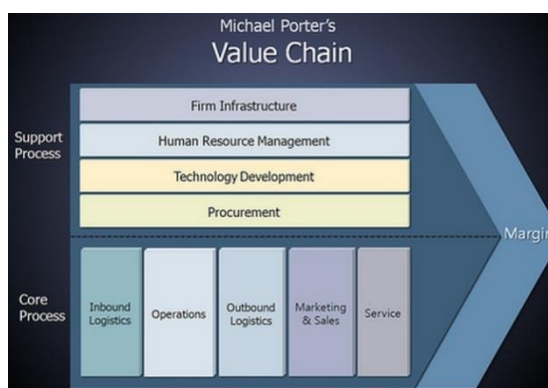 Michael Porter's
Value Chain
Support
Process
Firm Infrastructure
Human Resource Management
Technology Development
Procurement
Margin
Core
Process
Inbound
Logistics
Operations
Outbound
Logistics
Marketing
& Sales
Service